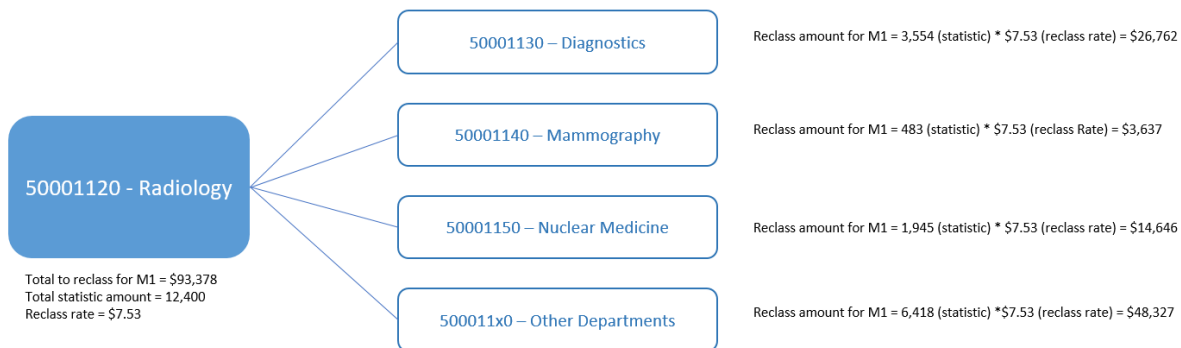 50001130 – Diagnostics
Reclass amount for M1 = 3,554 (statistic) * $7.53 (reclass rate) = $26,762
50001140 – Mammography
Reclass amount for M1 = 483 (statistic) * $7.53 (reclass Rate) = $3,637
50001120 - Radiology
50001150 – Nuclear Medicine
Reclass amount for M1 = 1,945 (statistic) * $7.53 (reclass rate) = $14,646
Total to reclass for M1 = $93,378
Total statistic amount = 12,400
Reclass rate = $7.53
500011x0 – Other Departments
Reclass amount for M1 = 6,418 (statistic) *$7.53 (reclass rate) = $48,327